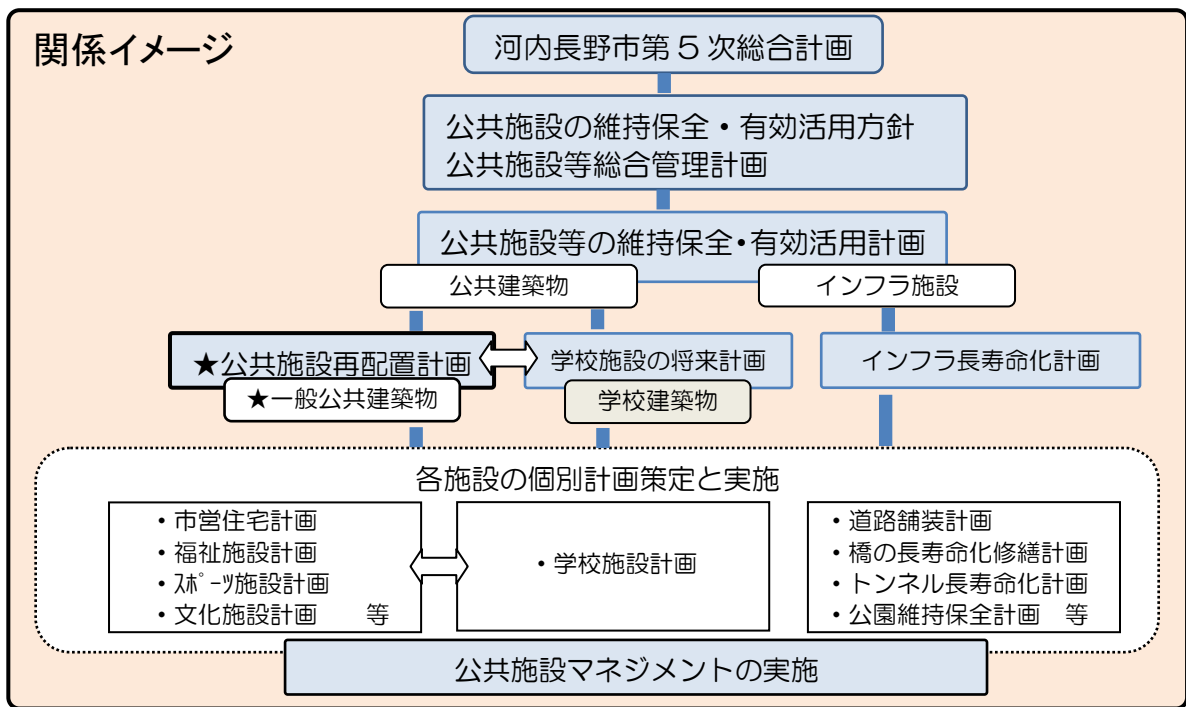 関係イメージ
河内長野市第5次総合計画
公共施設の維持保全・有効活用方針
公共施設等総合管理計画
公共施設等の維持保全・有効活用計画
公共建築物
インフラ施設
★公共施設再配置計画
学校施設の将来計画
インフラ長寿命化計画
★一般公共建築物
学校建築物
各施設の個別計画策定と実施
・市営住宅計画
・福祉施設計画
・ｽﾎﾟｰﾂ施設計画
・文化施設計画　等
・学校施設計画
・道路舗装計画
・橋の長寿命化修繕計画
・トンネル長寿命化計画
・公園維持保全計画　等
公共施設マネジメントの実施